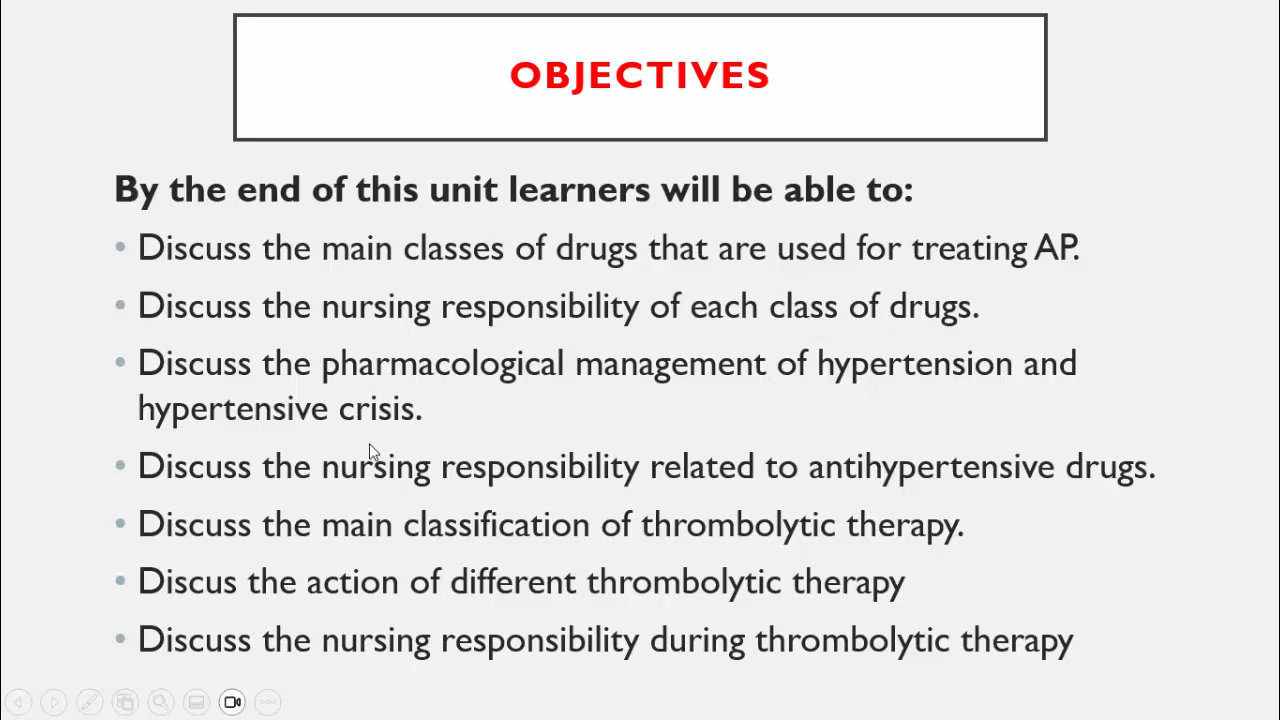 OBJECTIVES
By the end of this unit learners will be able to:
• Discuss the main classes of drugs that are used for treating AP.
• Discuss the nursing responsibility of each class of drugs.
• Discuss the pharmacological management of hypertension and
hypertensive crisis.
• Discuss the nursing responsibility related to antihypertensive drugs.
• Discuss the main classification of thrombolytic therapy.
• Discus the action of different thrombolytic therapy
• Discuss the nursing responsibility during thrombolytic therapy